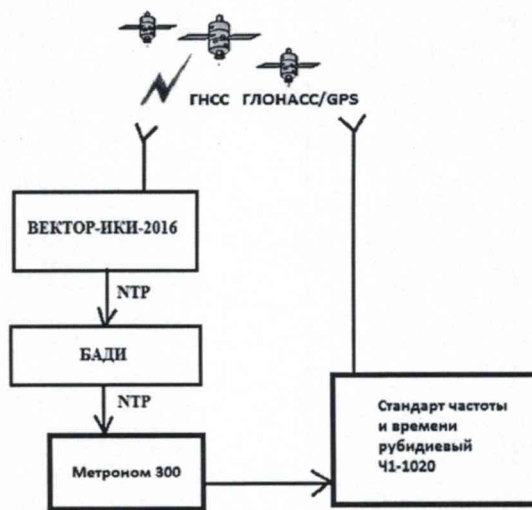 ГНСС ГЛОНАСС/GPS
ВЕКТОР-ИКИ-2016
NTP
БАДИ
NTP
Метроном 300
Стандарт частоты
и времени
рубидиевый
Ч1-1020